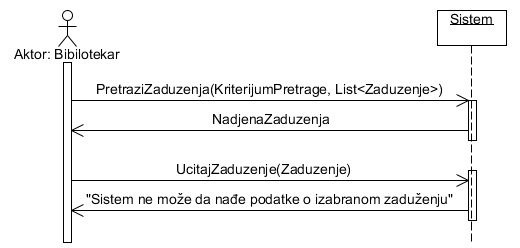 Sistem
Aktor: Bibilotekar
PretraziZaduzenja(KriterijumPretrage, List<Zaduzenje>)
NadjenaZaduzenja
UcitajZaduzenje(Zaduzenje)
"Sistem ne može da nađe podatke o izabranom zaduženju"